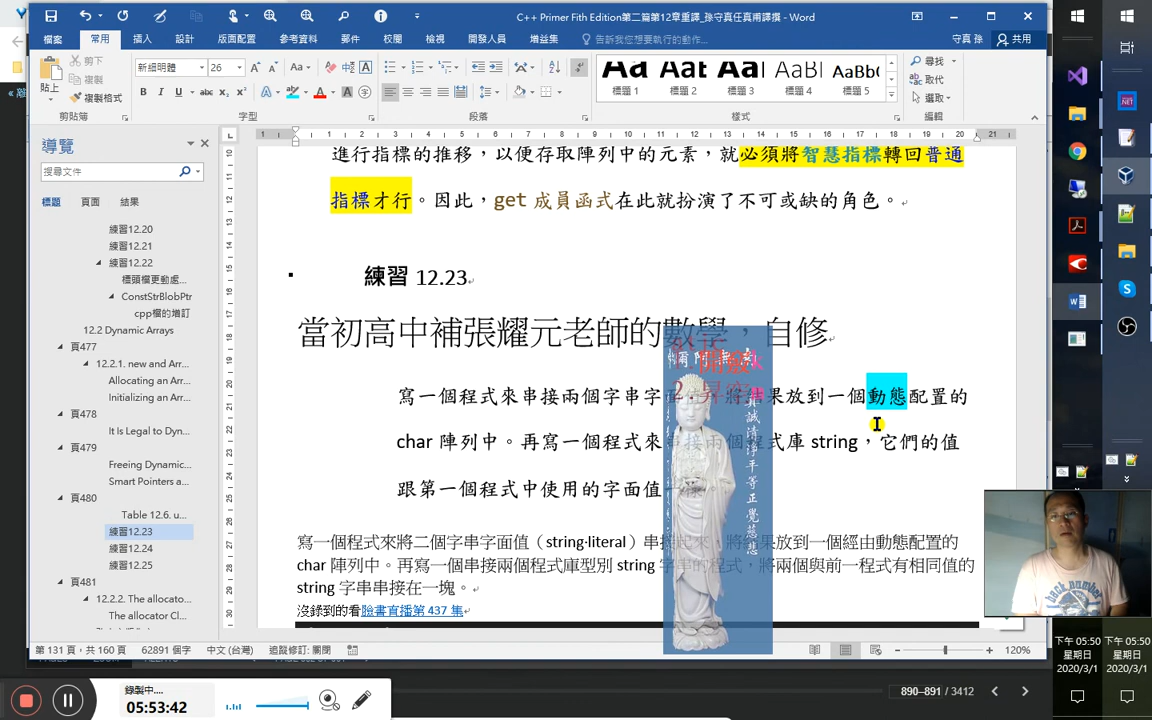 C++ Primer Fith Edition第二篇第12章重譯_孫守真任真甫譯撰 - Word
檔案 常用 插入 設計 版面配置 參考資料 郵件 校閱 檢視 開發人員 增益集 告訴我您想要執行的動作... 守真 孫 共用
貼上 剪下 複製 複製格式 剪貼簿
新細明體 26 字型
段落
標題 1 標題 2 標題 3 標題 4 標題 5 樣式
尋找 取代 選取 編輯
導覽
搜尋文件
標題 頁面 結果
練習12.20
練習12.21
練習12.22
標頭檔更動處...
ConstStrBlobPtr
cpp檔的增訂
12.2 Dynamic Arrays
頁477
12.2.1. new and Arr...
Allocating an Arr...
Initializing an Arr...
頁478
It Is Legal to Dyn...
頁479
Freeing Dynamic...
Smart Pointers a...
頁480
Table 12.6. u...
練習12.23
練習12.24
練習12.25
頁481
12.2.2. The allocato...
The allocator Cl...
進行指標的推移，以便存取陣列中的元素，就必須將智慧指標轉回普通
指標才行。因此，get 成員函式在此就扮演了不可或缺的角色。
練習 12.23
當初高中補張耀元老師的數學，自修
寫一個程式來串接兩個字串字面值，將結果放到一個動態配置的
char 陣列中。再寫一個程式來串接兩個程式庫 string，它們的值
跟第一個程式中使用的字面值
寫一個程式來將二個字串字面值（string literal）串接起來，將結果放到一個經由動態配置的
char 陣列中。再寫一個串接兩個程式庫型別 string 字串的程式，將兩個與前一程式有相同值的
string 字串串接在一塊。
沒錄到的看臉書直播第 437 集
1.開竅
真誠清淨平等正覺慈悲
第 131 頁，共 160 頁 62891 個字 中文 (台灣) 追蹤修訂: 關閉 120%
錄製中....
05:53:42
890–891 / 3412
back number
下午 05:50 下午 05:50
星期日 星期日
2020/3/1 2020/3/1